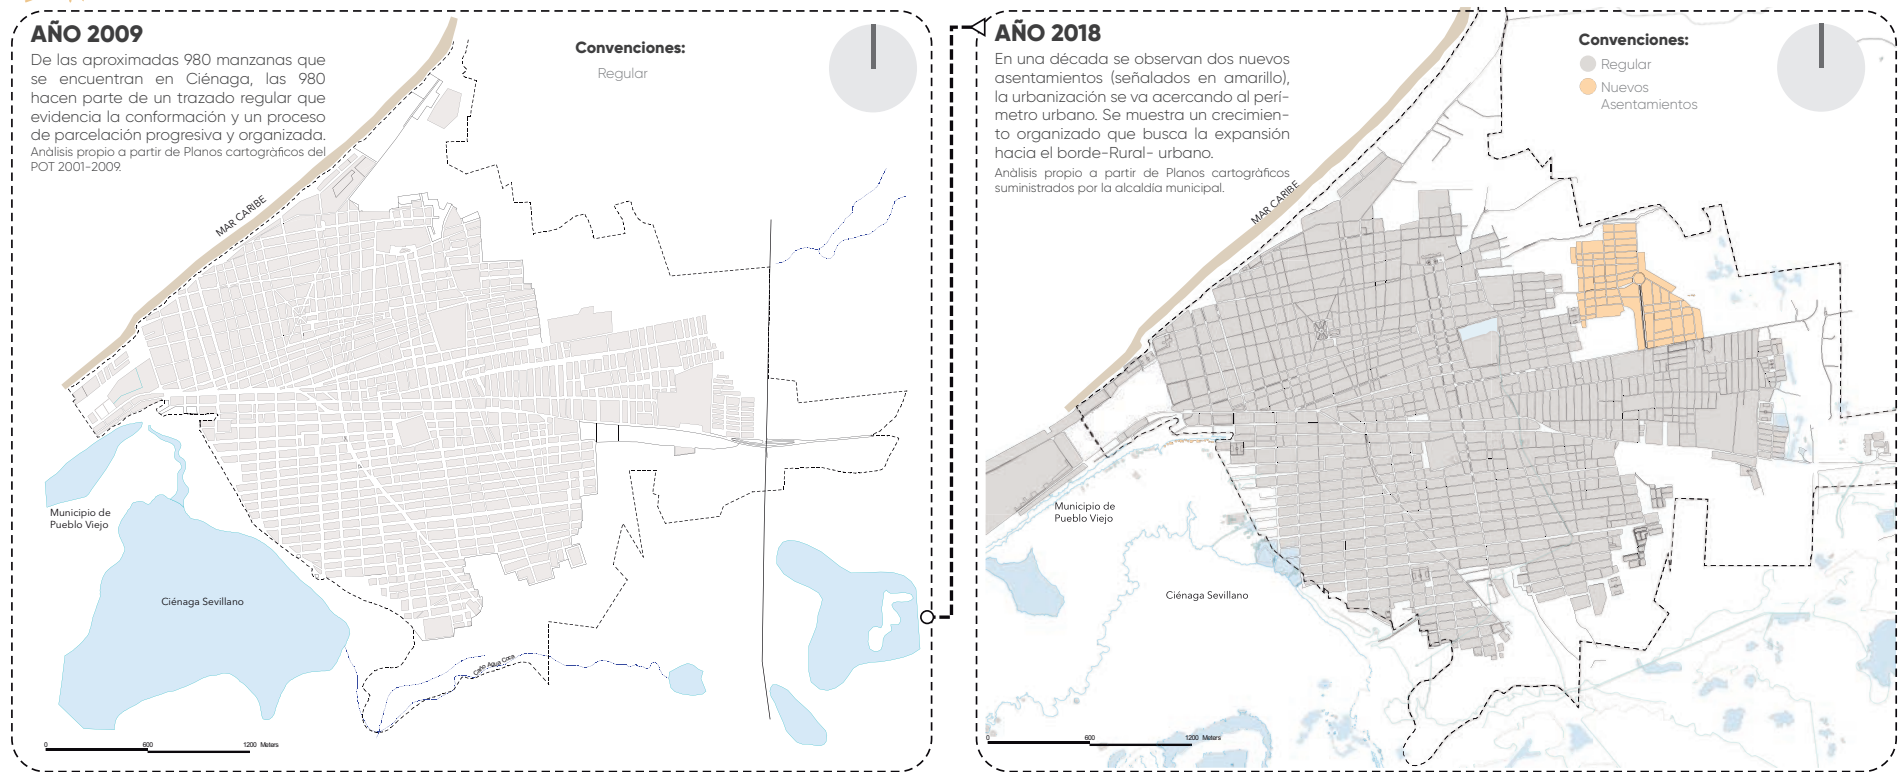 AÑO 2009
De las aproximadas 980 manzanas que
se encuentran en Ciénaga, las 980
hacen parte de un trazado regular que
evidencia la conformación y un proceso
de parcelación progresiva y organizada.
Anàlisis propio a partir de Planos cartogràficos del
POT 2001-2009.
Convenciones:
Regular
MAR CARIBE
Municipio de
Pueblo Viejo
Ciénaga Sevillano
Caño Agua Coca
0 600 1200 Meters
AÑO 2018
En una década se observan dos nuevos
asentamientos (señalados en amarillo),
la urbanización se va acercando al perí-
metro urbano. Se muestra un crecimien-
to organizado que busca la expansión
hacia el borde-Rural- urbano.
Anàlisis propio a partir de Planos cartogràficos
suministrados por la alcaldía municipal.
Convenciones:
Regular
Nuevos
Asentamientos
MAR CARIBE
Municipio de
Pueblo Viejo
Ciénaga Sevillano
0 600 1200 Meters